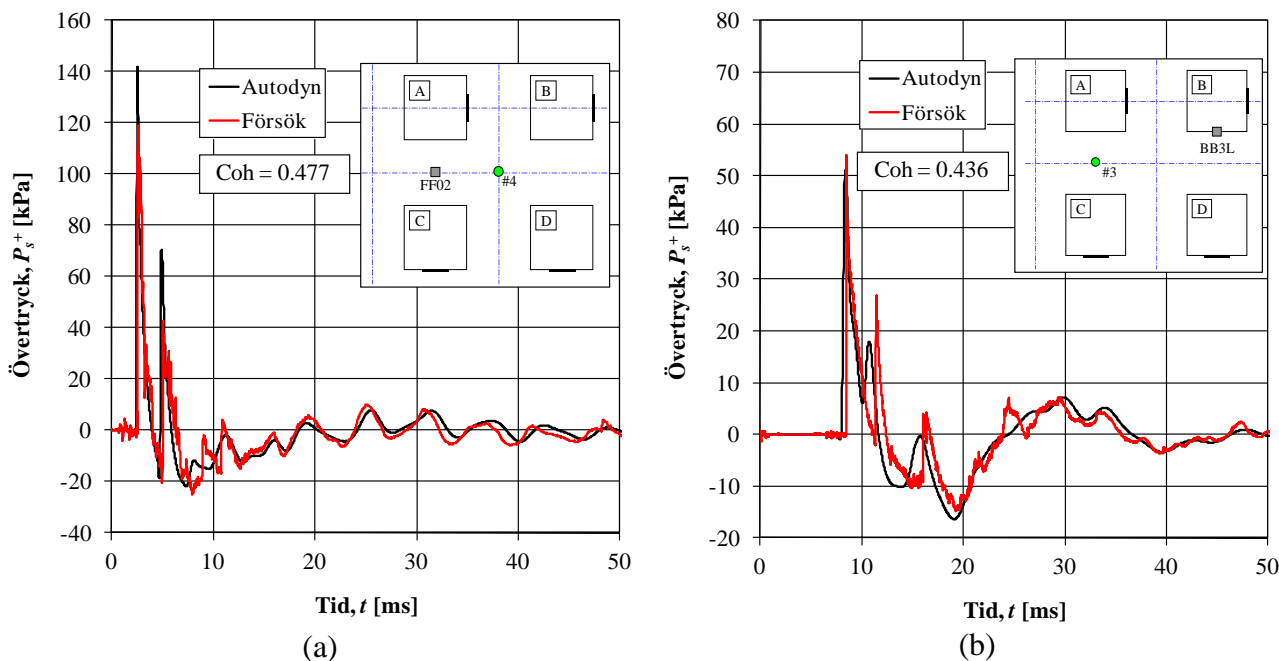 160
140
120
100
80
60
40
20
0
-20
-40
0 10 20 30 40 50
Övertryck, Pₛ⁺ [kPa]
Tid, t [ms]
Autodyn
Försök
Coh = 0.477
A
B
FF02
#4
C
D
(a)
80
70
60
50
40
30
20
10
0
-10
-20
0 10 20 30 40 50
Övertryck, Pₛ⁺ [kPa]
Tid, t [ms]
Autodyn
Försök
Coh = 0.436
A
B
BB3L
#3
C
D
(b)